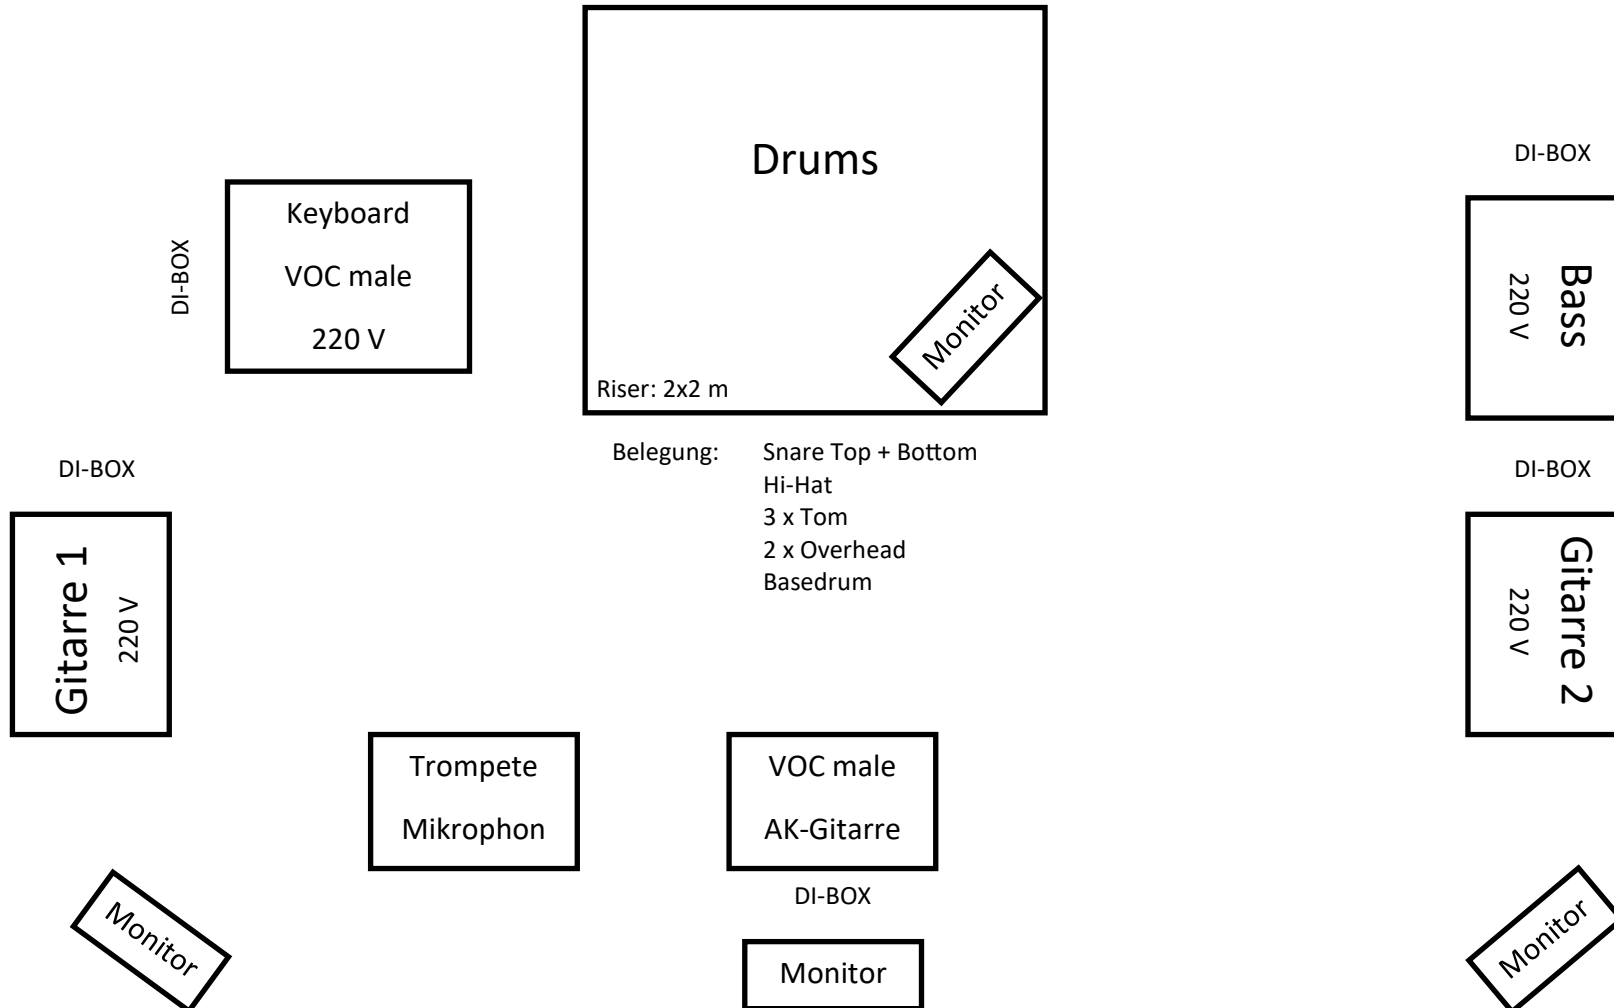 Drums
Monitor
Riser: 2x2 m
DI-BOX
Keyboard
VOC male
220 V
DI-BOX
Bass
220 V
Belegung: Snare Top + Bottom
Hi-Hat
3 x Tom
2 x Overhead
Basedrum
DI-BOX
Gitarre 1
220 V
DI-BOX
Gitarre 2
220 V
Trompete
Mikrophon
VOC male
AK-Gitarre
DI-BOX
Monitor
Monitor
Monitor